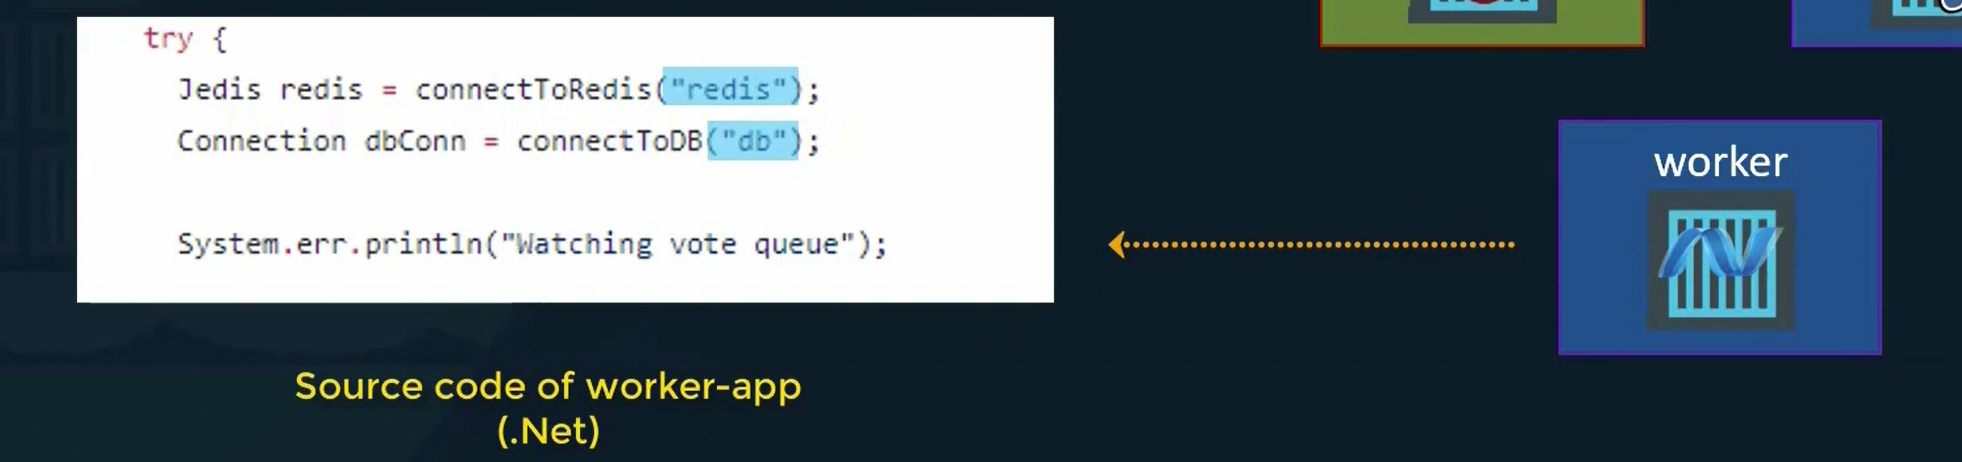 try {
Jedis redis = connectToRedis("redis");
Connection dbConn = connectToDB("db");
System.err.println("Watching vote queue");
worker
Source code of worker-app
(.Net)